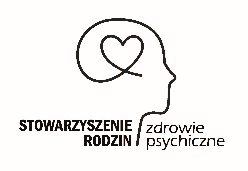 STOWARZYSZENIE
RODZIN
zdrowie
psychiczne